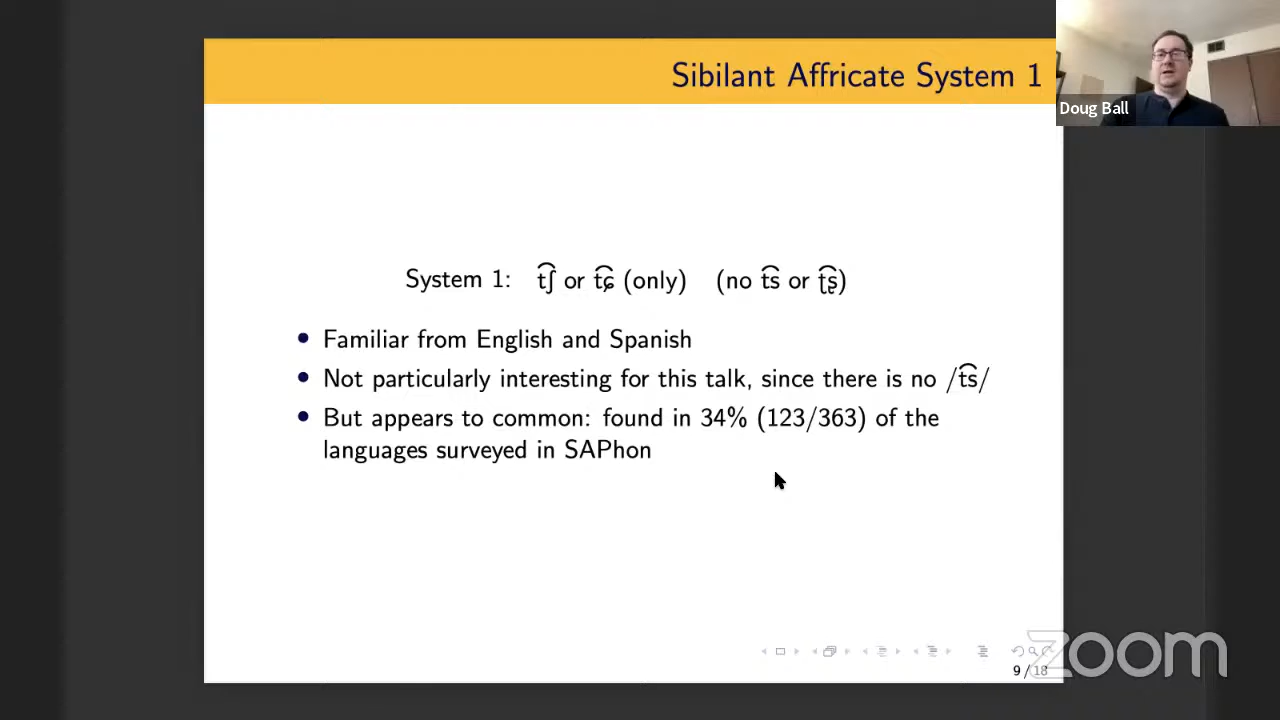 Sibilant Affricate System 1
Doug Ball
System 1: t͡ʃ or t͡ɕ (only) (no t͡s or ʈ͡ʂ)
• Familiar from English and Spanish
• Not particularly interesting for this talk, since there is no /t͡s/
• But appears to common: found in 34% (123/363) of the
languages surveyed in SAPhon
9 / 18
zoom